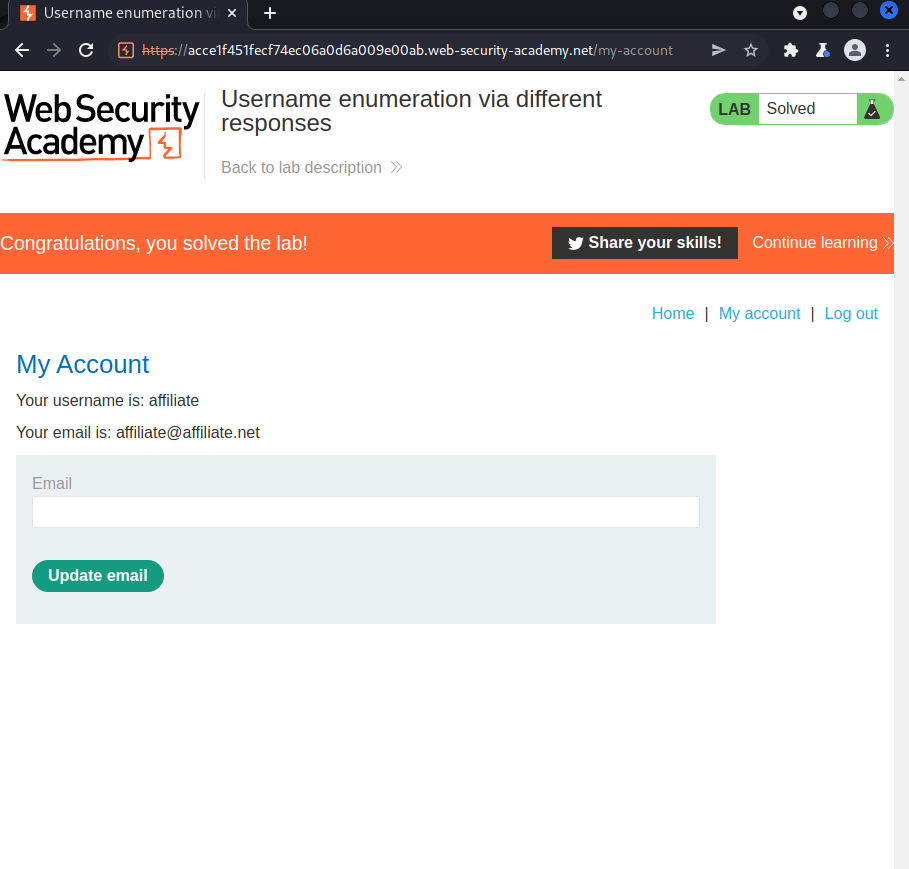 Username enumeration vi
https://acce1f451fecf74ec06a0d6a009e00ab.web-security-academy.net/my-account
Web Security
Academy
Username enumeration via different
responses
Back to lab description
LAB
Solved
Congratulations, you solved the lab!
Share your skills!
Continue learning
Home | My account | Log out
My Account
Your username is: affiliate
Your email is: affiliate@affiliate.net
Email
Update email